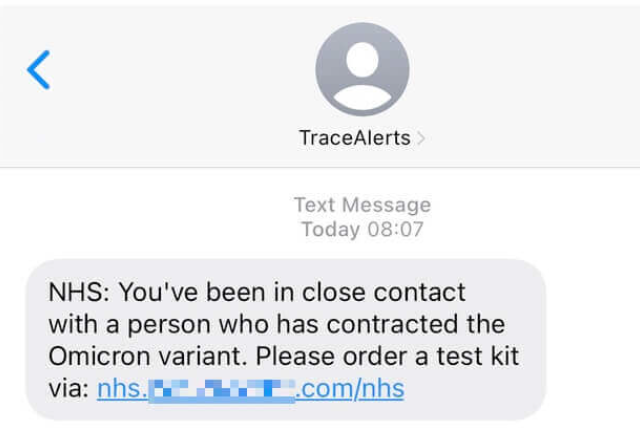 TraceAlerts
Text Message
Today 08:07
NHS: You've been in close contact
with a person who has contracted the
Omicron variant. Please order a test kit
via: nhs. .com/nhs